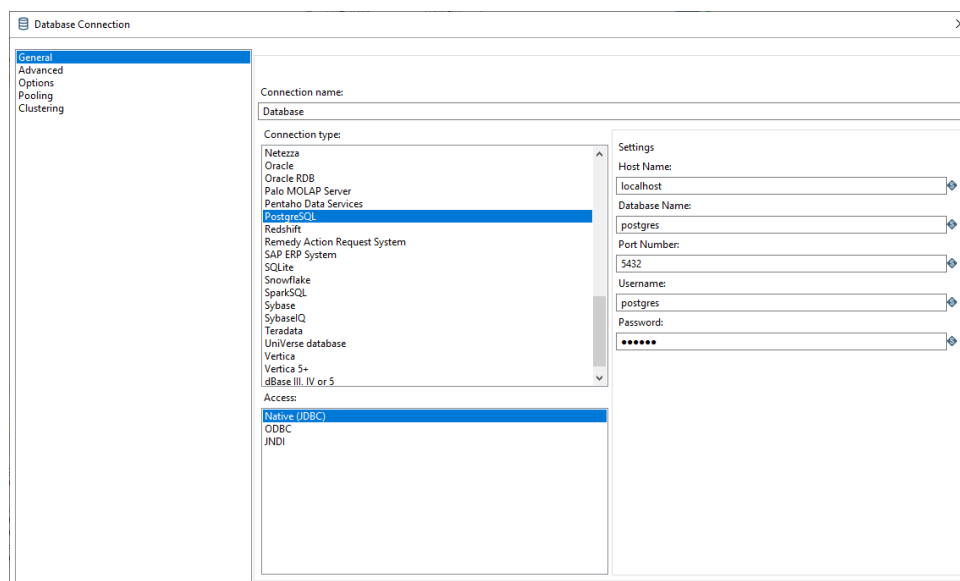 Database Connection
General
Advanced
Options
Pooling
Clustering
Connection name:
Database
Connection type:
Netezza
Oracle
Oracle RDB
Palo MOLAP Server
Pentaho Data Services
PostgreSQL
Redshift
Remedy Action Request System
SAP ERP System
SQLite
Snowflake
SparkSQL
Sybase
SybaseIQ
Teradata
UniVerse database
Vertica
Vertica 5+
dBase III, IV or 5
Access:
Native (JDBC)
ODBC
JNDI
Settings
Host Name:
localhost
Database Name:
postgres
Port Number:
5432
Username:
postgres
Password:
●●●●●●